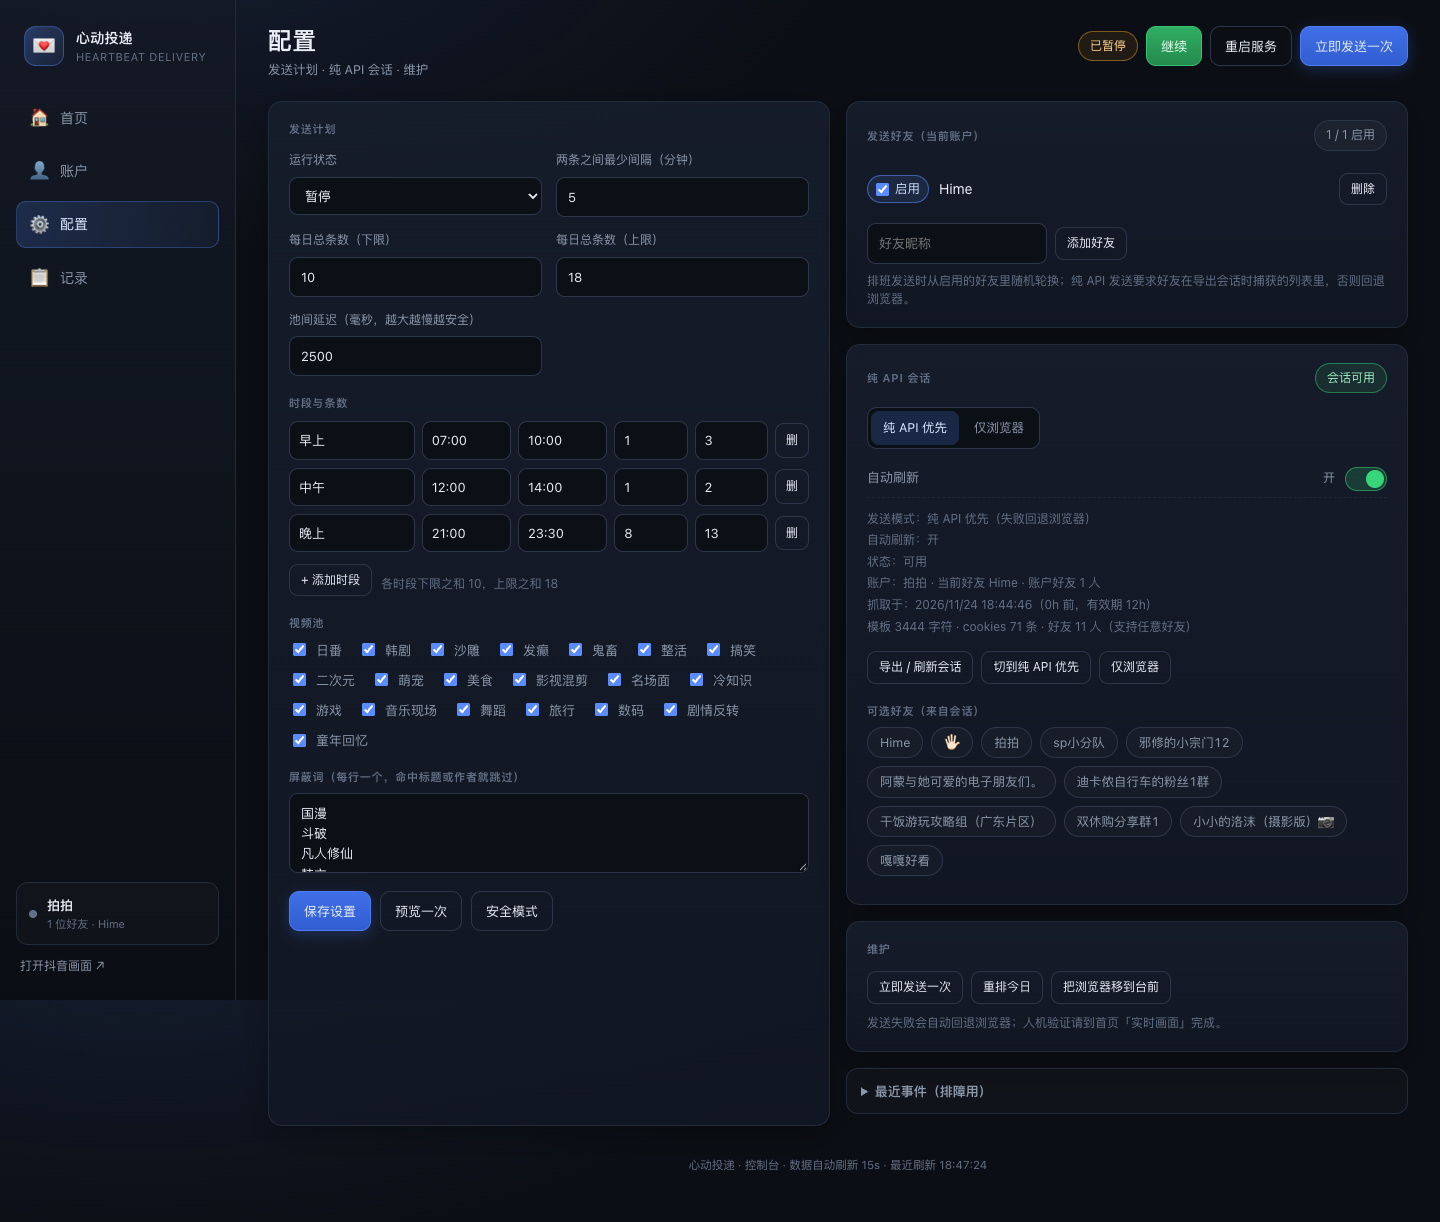 心动投递
HEARTBEAT DELIVERY
首页
账户
配置
记录
拍拍
1 位好友 · Hime
打开抖音画面 ↗
配置
发送计划 · 纯 API 会话 · 维护
已暂停
继续
重启服务
立即发送一次
发送计划
运行状态
两条之间最少间隔（分钟）
暂停
5
每日总条数（下限）
每日总条数（上限）
10
18
池间延迟（毫秒，越大越慢越安全）
2500
时段与条数
早上 07:00 10:00 1 3 删
中午 12:00 14:00 1 2 删
晚上 21:00 23:30 8 13 删
+ 添加时段 各时段下限之和 10，上限之和 18
视频池
日番 韩剧 沙雕 发癫 鬼畜 整活 搞笑
二次元 萌宠 美食 影视混剪 名场面 冷知识
游戏 音乐现场 舞蹈 旅行 数码 剧情反转
童年回忆
屏蔽词（每行一个，命中标题或作者就跳过）
国漫
斗破
凡人修仙
保存设置 预览一次 安全模式
发送好友（当前账户）
1 / 1 启用
启用 Hime 删除
好友昵称 添加好友
排班发送时从启用的好友里随机轮换；纯 API 发送要求好友在导出会话时捕获的列表里，否则回退
浏览器。
纯 API 会话
会话可用
纯 API 优先 仅浏览器
自动刷新 开
发送模式：纯 API 优先（失败回退浏览器）
自动刷新：开
状态：可用
账户：拍拍 · 当前好友 Hime · 账户好友 1 人
抓取于：2026/11/24 18:44:46（0h 前，有效期 12h）
模板 3444 字符 · cookies 71 条 · 好友 11 人（支持任意好友）
导出 / 刷新会话 切到纯 API 优先 仅浏览器
可选好友（来自会话）
Hime 🖐🏻 拍拍 sp小分队 邪修的小宗门12
阿蒙与她可爱的电子朋友们。 迪卡侬自行车的粉丝1群
干饭游玩攻略组（广东片区） 双休购分享群1 小小的洛沫（摄影版）📷
嘎嘎好看
维护
立即发送一次 重排今日 把浏览器移到台前
发送失败会自动回退浏览器；人机验证请到首页「实时画面」完成。
▶ 最近事件（排障用）
心动投递 · 控制台 · 数据自动刷新 15s · 最近刷新 18:47:24